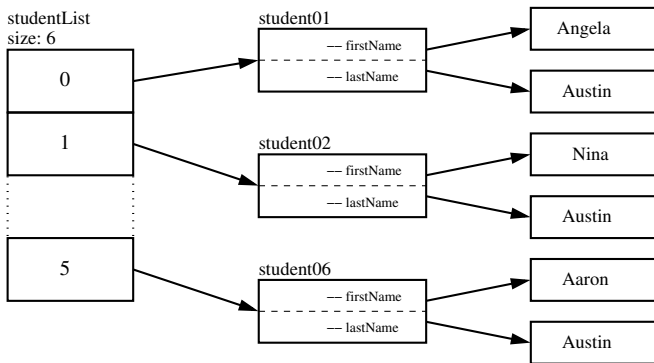 studentList
size: 6
0
1
5
student01
— firstName
— lastName
Angela
Austin
student02
— firstName
— lastName
Nina
Austin
student06
— firstName
— lastName
Aaron
Austin